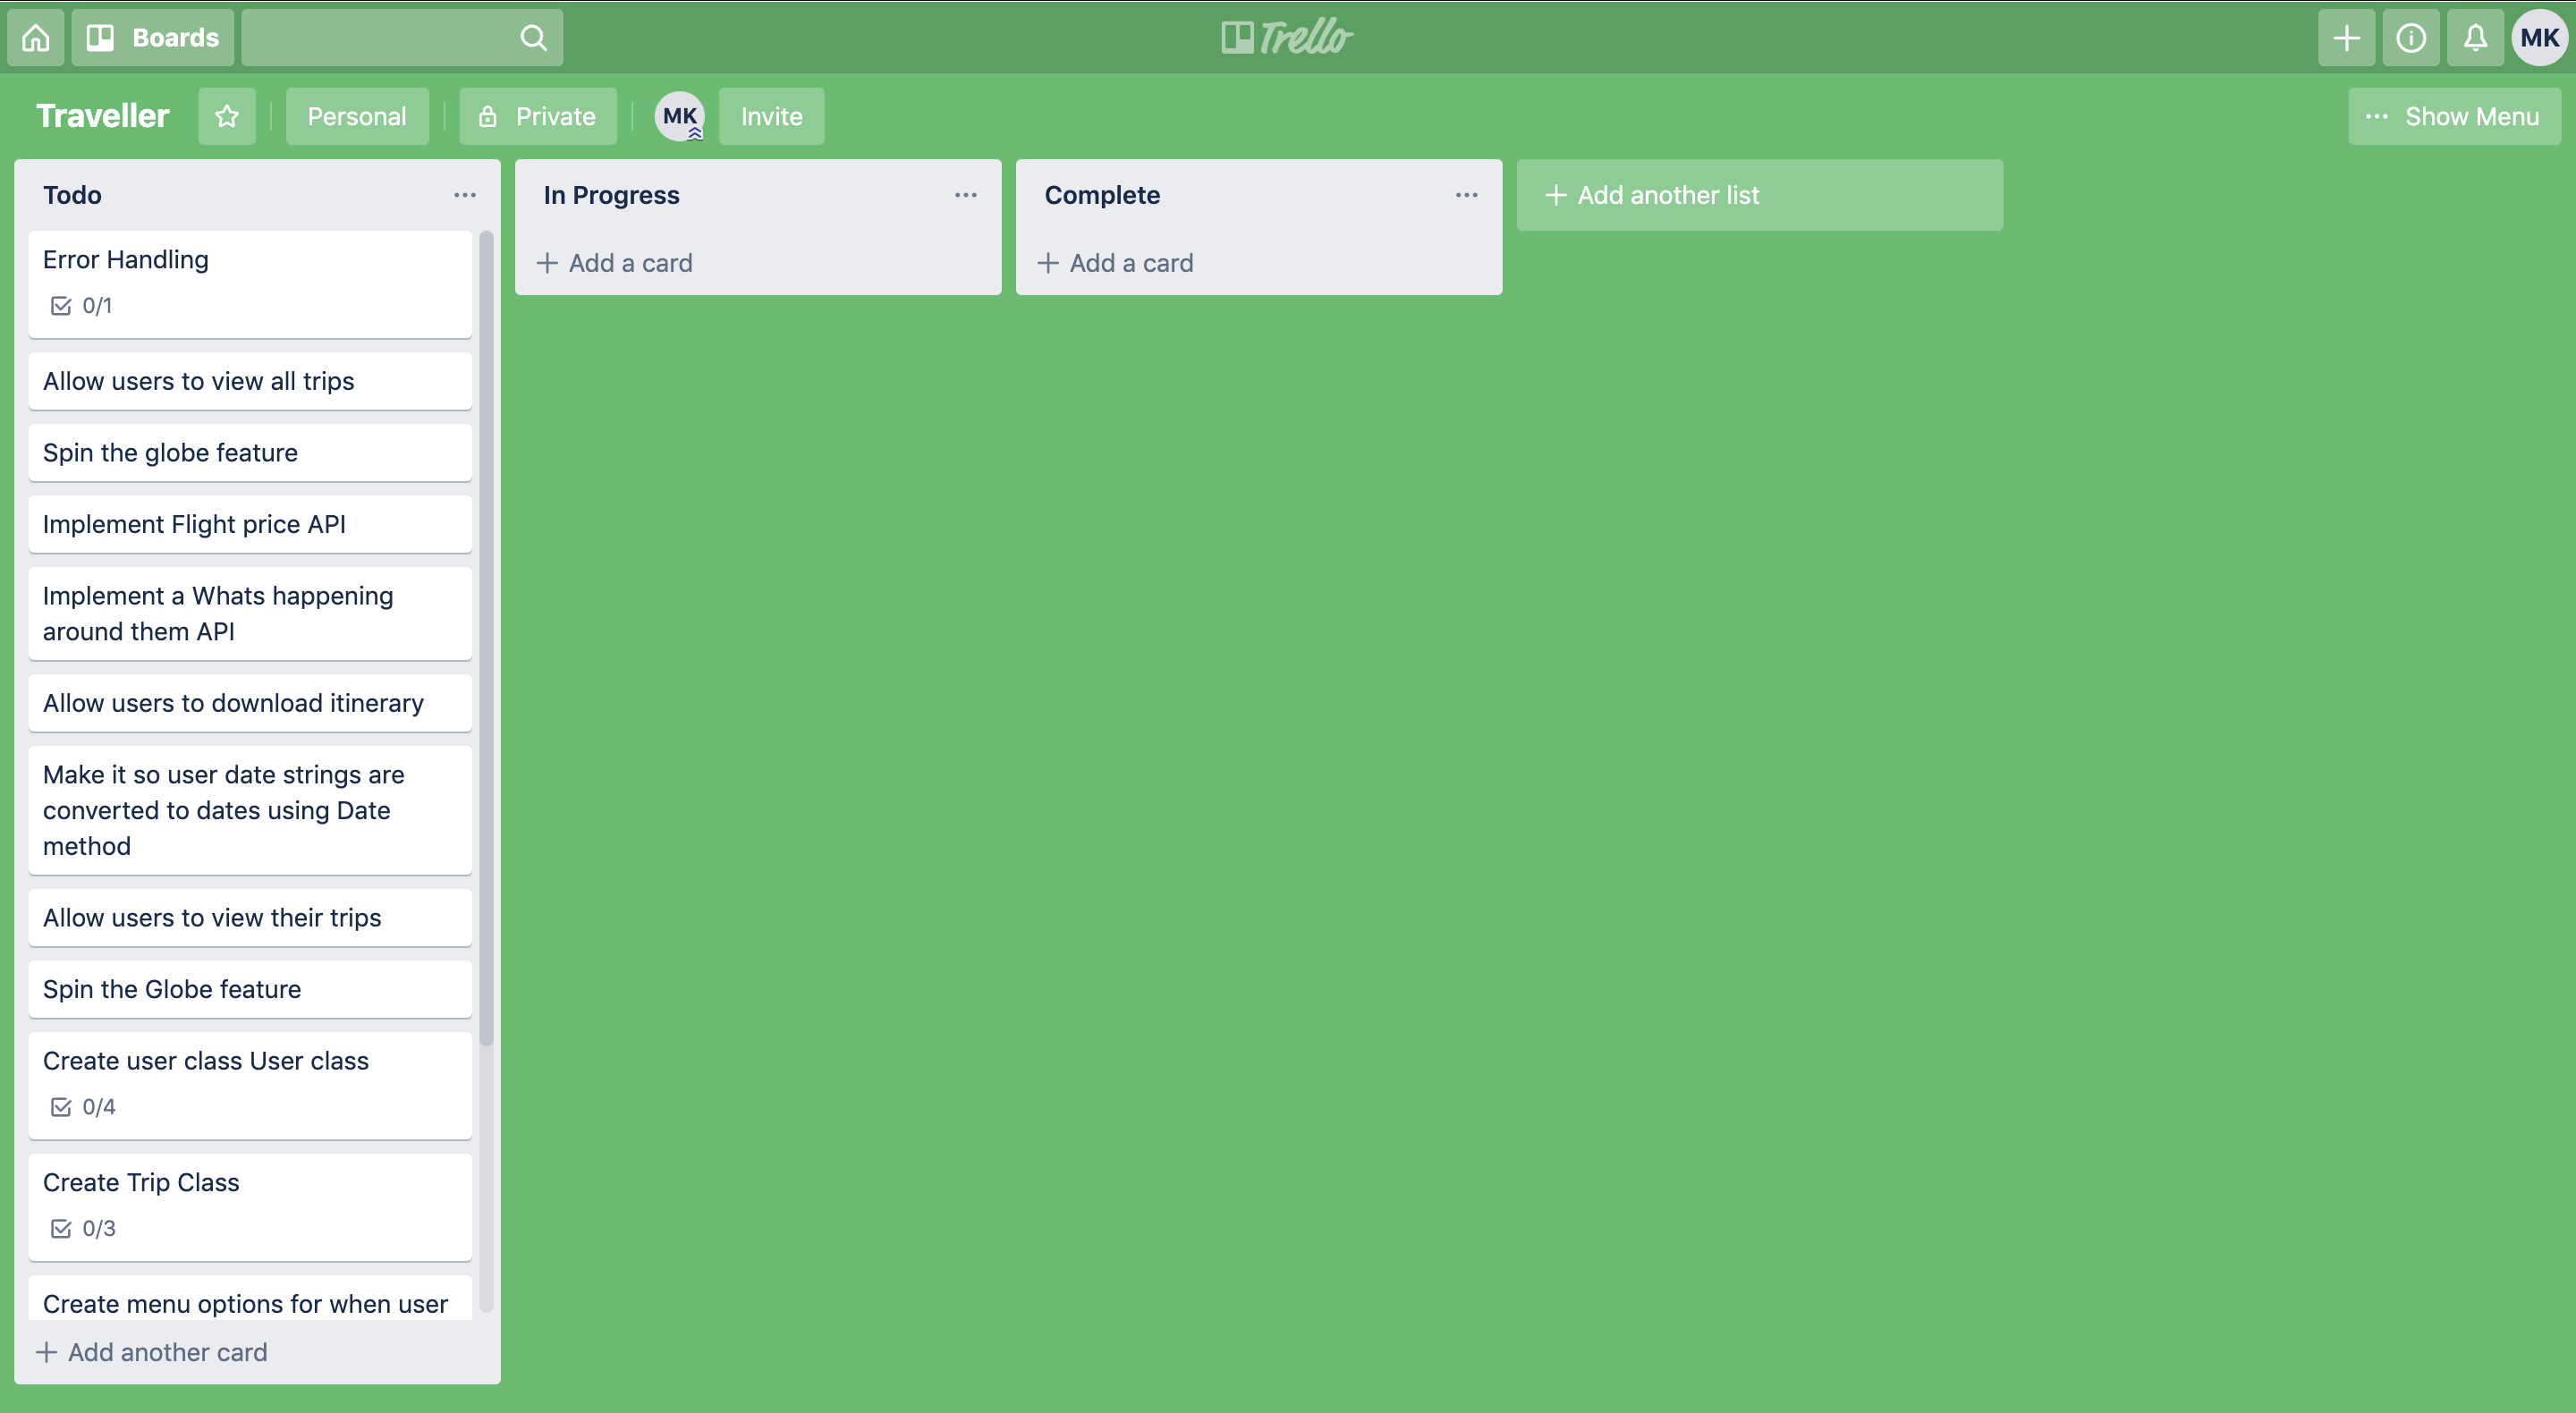 Boards
Trello
MK
Traveller
Personal
Private
MK
Invite
Show Menu
Todo
Error Handling
0/1
Allow users to view all trips
Spin the globe feature
Implement Flight price API
Implement a Whats happening
around them API
Allow users to download itinerary
Make it so user date strings are
converted to dates using Date
method
Allow users to view their trips
Spin the Globe feature
Create user class User class
0/4
Create Trip Class
0/3
Create menu options for when user
+ Add another card
In Progress
+ Add a card
Complete
+ Add a card
+ Add another list